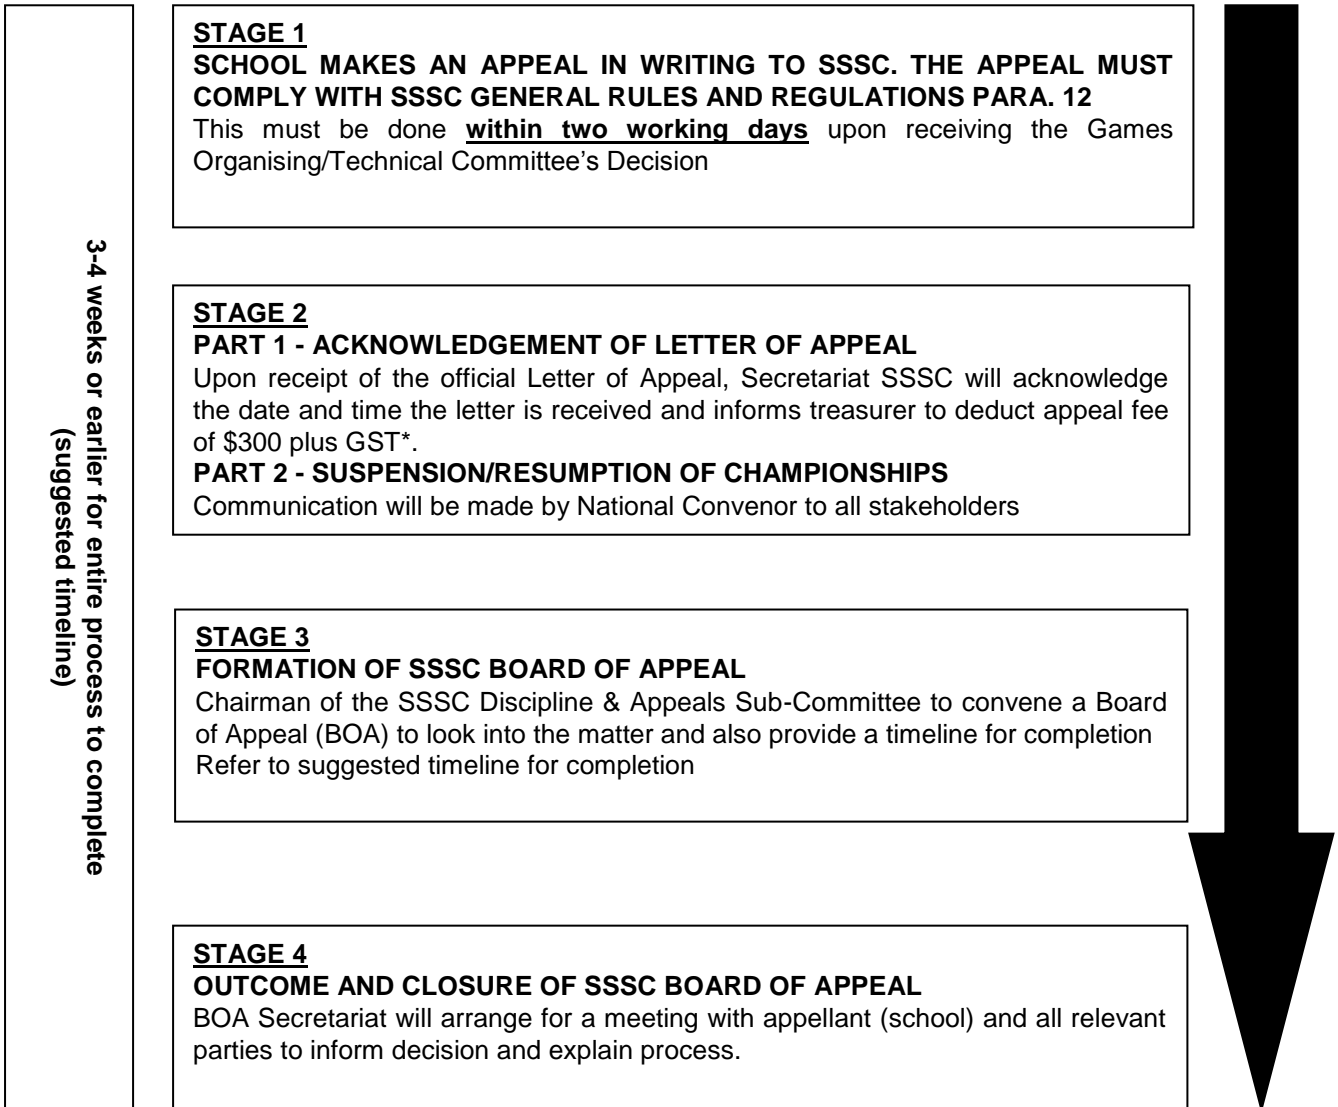 3-4 weeks or earlier for entire process to complete
(suggested timeline)
STAGE 1
SCHOOL MAKES AN APPEAL IN WRITING TO SSSC. THE APPEAL MUST
COMPLY WITH SSSC GENERAL RULES AND REGULATIONS PARA. 12
This must be done within two working days upon receiving the Games
Organising/Technical Committee’s Decision
STAGE 2
PART 1 - ACKNOWLEDGEMENT OF LETTER OF APPEAL
Upon receipt of the official Letter of Appeal, Secretariat SSSC will acknowledge
the date and time the letter is received and informs treasurer to deduct appeal fee
of $300 plus GST*.
PART 2 - SUSPENSION/RESUMPTION OF CHAMPIONSHIPS
Communication will be made by National Convenor to all stakeholders
STAGE 3
FORMATION OF SSSC BOARD OF APPEAL
Chairman of the SSSC Discipline & Appeals Sub-Committee to convene a Board
of Appeal (BOA) to look into the matter and also provide a timeline for completion
Refer to suggested timeline for completion
STAGE 4
OUTCOME AND CLOSURE OF SSSC BOARD OF APPEAL
BOA Secretariat will arrange for a meeting with appellant (school) and all relevant
parties to inform decision and explain process.